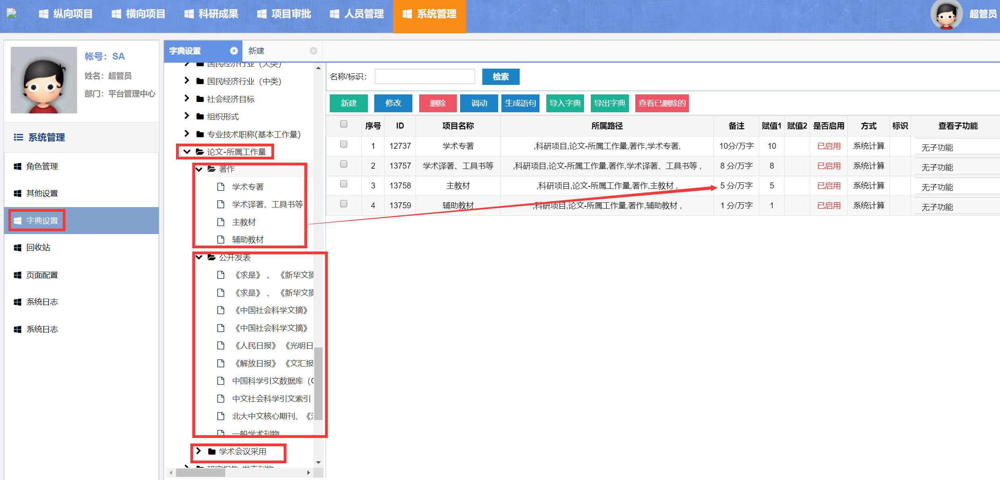 纵向项目 横向项目 科研成果 项目审批 人员管理 系统管理 超管员
帐号：SA
姓名：超管员
部门：平台管理中心
系统管理
角色管理
其他设置
字典设置
回收站
页面配置
系统日志
系统日志
字典设置 新建
国民经济行业（大类）
国民经济行业（中类）
社会经济目标
组织形式
专业技术职称(基本工作量)
论文-所属工作量
著作
学术专著
学术译著、工具书等
主教材
辅助教材
公开发表
《求是》 、 《新华文摘
《求是》 、 《新华文摘
《中国社会科学文摘》
《中国社会科学文摘》
《人民日报》 《光明日
《解放日报》 《文汇报
中国科学引文数据库（C
中文社会科学引文索引
北大中文核心期刊、《
一般学术刊物
学术会议采用
名称/标识： 检索
新建 修改 删除 调动 生成语句 导入字典 导出字典 查看已删除的
序号 ID 项目名称 所属路径 备注 赋值1 赋值2 是否启用 方式 标识 查看子功能
1 12737 学术专著 ,科研项目,论文-所属工作量,著作,学术专著, 10分/万字 10 已启用 系统计算 无子功能
2 13757 学术译著、工具书等 ,科研项目,论文-所属工作量,著作,学术译著、工具书等 , 8 分/万字 8 已启用 系统计算 无子功能
3 13758 主教材 ,科研项目,论文-所属工作量,著作,主教材 , 5 分/万字 5 已启用 系统计算 无子功能
4 13759 辅助教材 ,科研项目,论文-所属工作量,著作,辅助教材 , 1 分/万字 1 已启用 系统计算 无子功能